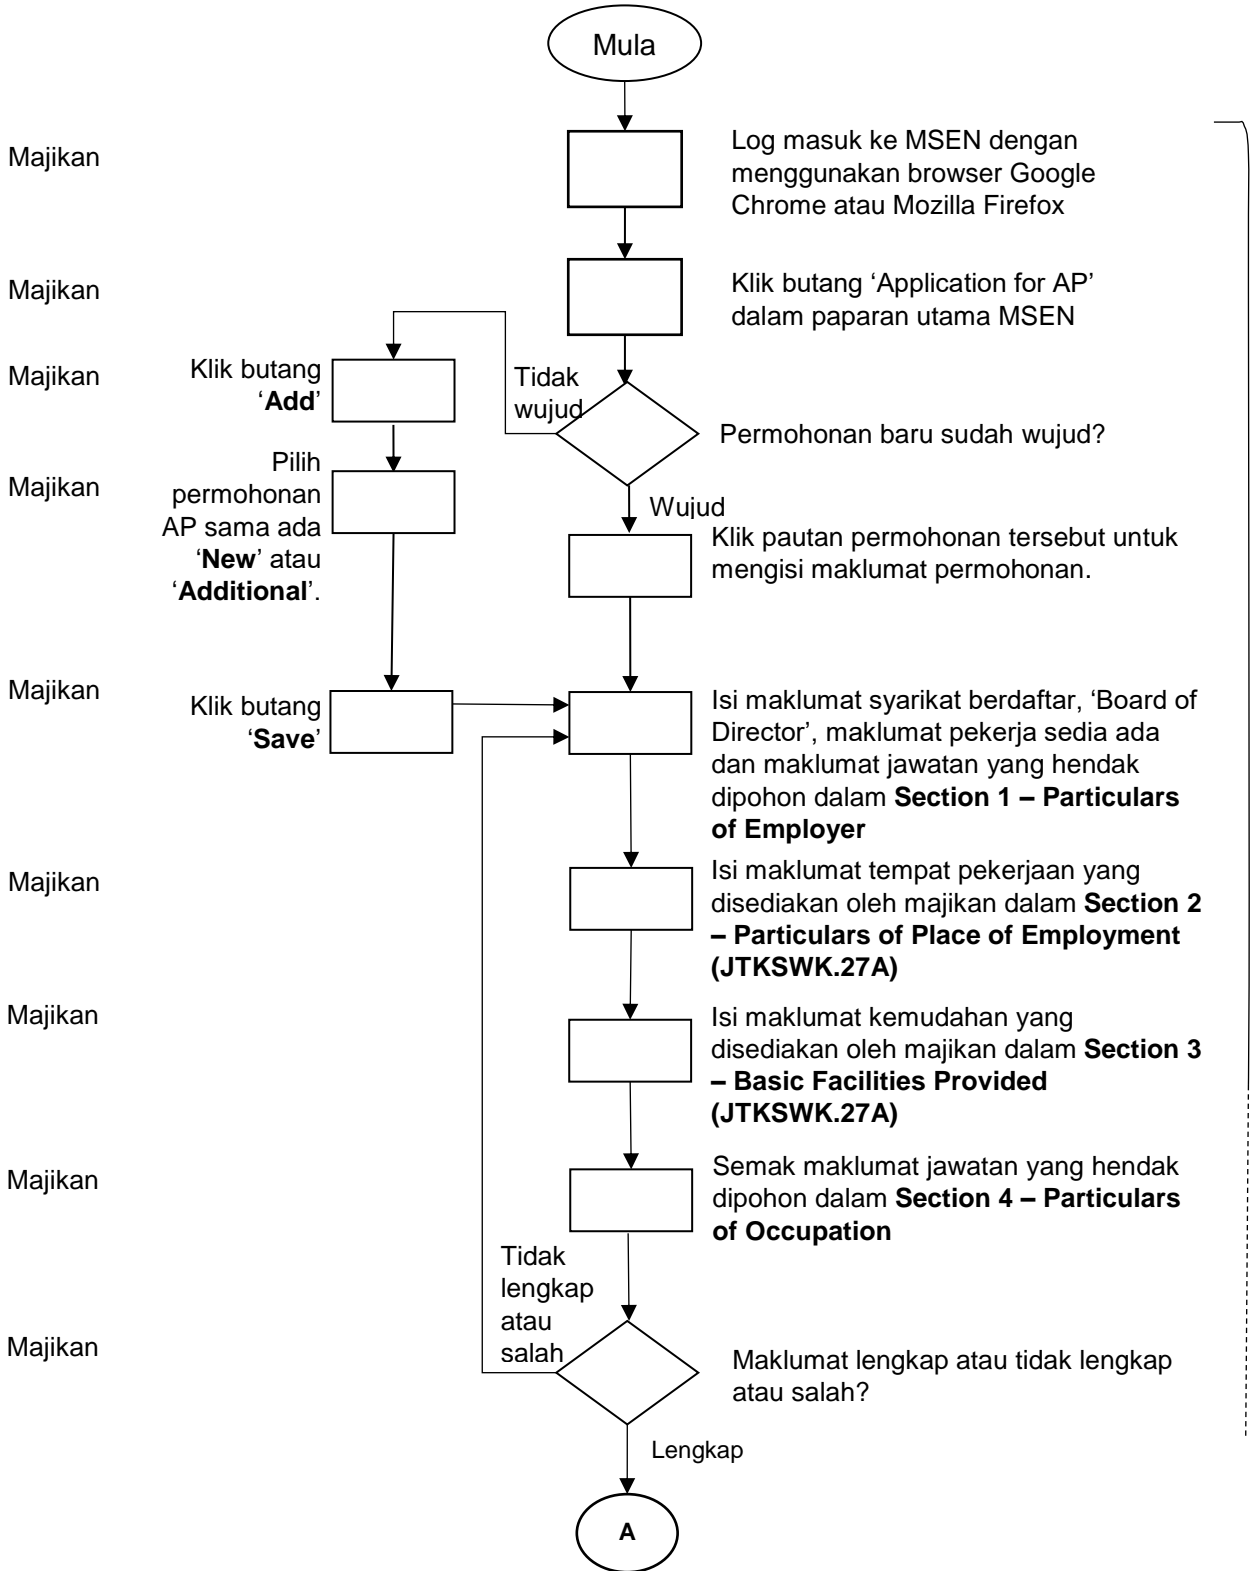 Mula
Majikan
Log masuk ke MSEN dengan
menggunakan browser Google
Chrome atau Mozilla Firefox
Majikan
Klik butang ‘Application for AP’
dalam paparan utama MSEN
Majikan
Klik butang
‘Add’
Tidak
wujud
Permohonan baru sudah wujud?
Majikan
Pilih
permohonan
AP sama ada
‘New’ atau
‘Additional’.
Wujud
Klik pautan permohonan tersebut untuk
mengisi maklumat permohonan.
Majikan
Klik butang
‘Save’
Isi maklumat syarikat berdaftar, ‘Board of
Director’, maklumat pekerja sedia ada
dan maklumat jawatan yang hendak
dipohon dalam Section 1 – Particulars
of Employer
Majikan
Isi maklumat tempat pekerjaan yang
disediakan oleh majikan dalam Section 2
– Particulars of Place of Employment
(JTKSWK.27A)
Majikan
Isi maklumat kemudahan yang
disediakan oleh majikan dalam Section 3
– Basic Facilities Provided
(JTKSWK.27A)
Majikan
Semak maklumat jawatan yang hendak
dipohon dalam Section 4 – Particulars
of Occupation
Tidak
lengkap
atau
salah
Majikan
Maklumat lengkap atau tidak lengkap
atau salah?
Lengkap
A